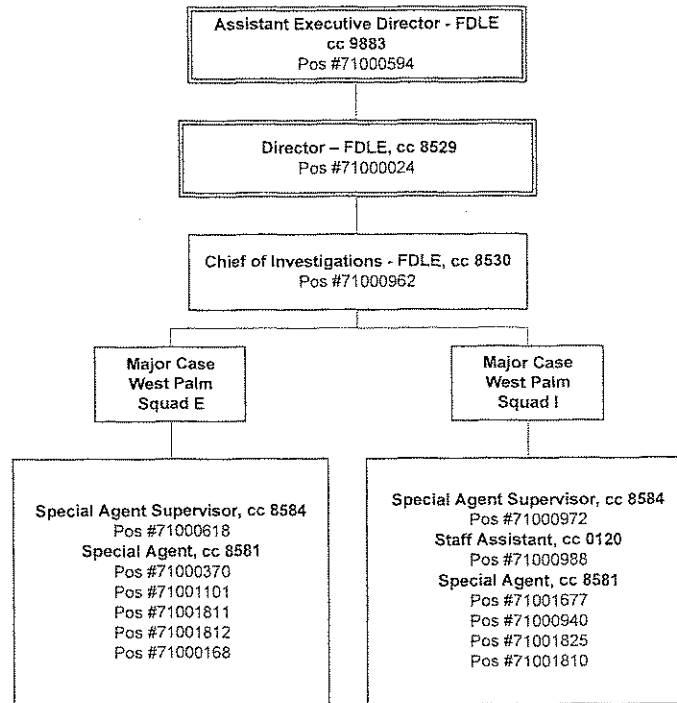 Assistant Executive Director - FDLE
cc 9883
Pos #71000594
Director – FDLE, cc 8529
Pos #71000024
Chief of Investigations - FDLE, cc 8530
Pos #71000962
Major Case
West Palm
Squad E
Major Case
West Palm
Squad I
Special Agent Supervisor, cc 8584
Pos #71000618
Special Agent, cc 8581
Pos #71000370
Pos #71001101
Pos #71001811
Pos #71001812
Pos #71000168
Special Agent Supervisor, cc 8584
Pos #71000972
Staff Assistant, cc 0120
Pos #71000988
Special Agent, cc 8581
Pos #71001677
Pos #71000940
Pos #71001825
Pos #71001810